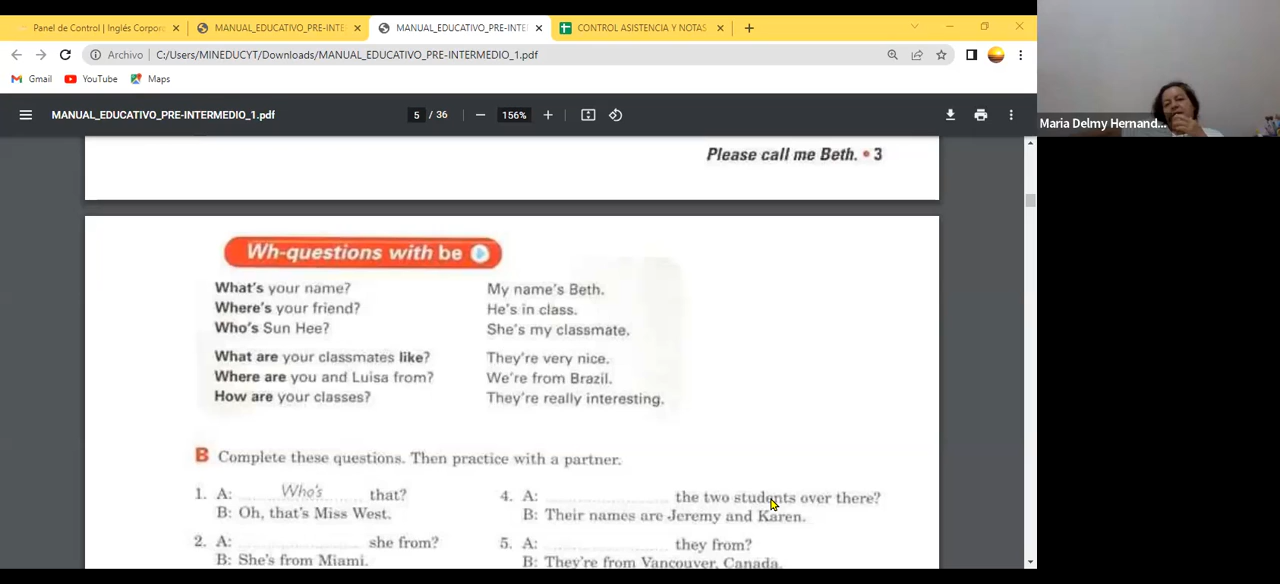 Panel de Control | Inglés Corpora
MANUAL_EDUCATIVO_PRE-INTERME
MANUAL_EDUCATIVO_PRE-INTERME
CONTROL ASISTENCIA Y NOTAS
Archivo
C:/Users/MINEDUCYT/Downloads/MANUAL_EDUCATIVO_PRE-INTERMEDIO_1.pdf
Gmail
YouTube
Maps
MANUAL_EDUCATIVO_PRE-INTERMEDIO_1.pdf
5 / 36
156%
Maria Delmy Hernand...
Please call me Beth. • 3
Wh-questions with be
What's your name? My name's Beth.
Where's your friend? He's in class.
Who's Sun Hee? She's my classmate.
What are your classmates like? They're very nice.
Where are you and Luisa from? We're from Brazil.
How are your classes? They're really interesting.
B Complete these questions. Then practice with a partner.
1. A: Who's that?
B: Oh, that's Miss West.
2. A: she from?
B: She's from Miami.
4. A: the two students over there?
B: Their names are Jeremy and Karen.
5. A: they from?
B: They're from Vancouver, Canada.